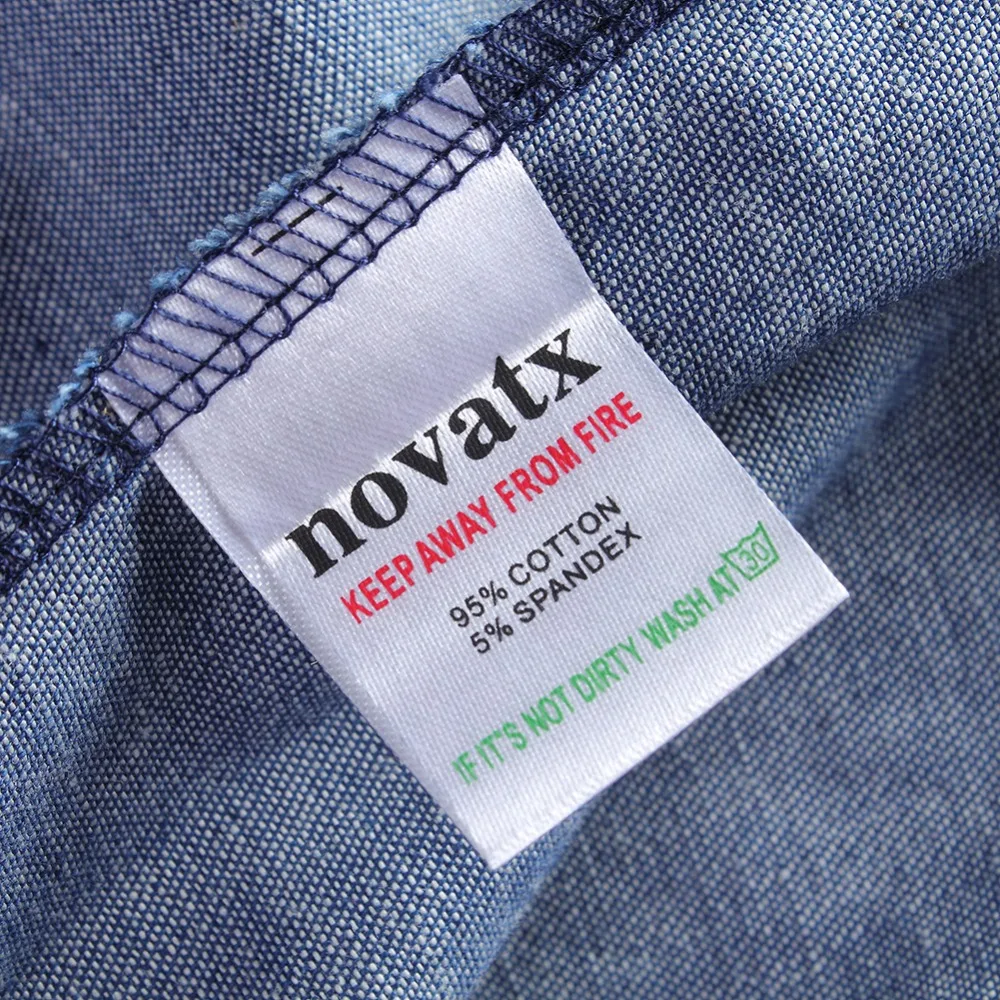 novatx
KEEP AWAY FROM FIRE
95% COTTON
5% SPANDEX
IF IT'S NOT DIRTY WASH AT 30